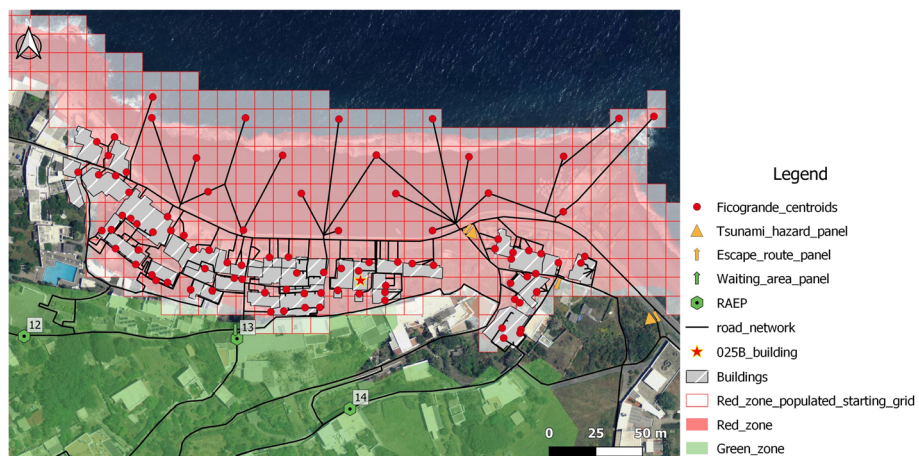 Legend
Ficogrande_centroids
Tsunami_hazard_panel
Escape_route_panel
Waiting_area_panel
RAEP
road_network
025B_building
Buildings
Red_zone_populated_starting_grid
Red_zone
Green_zone
12
13
14
0 25 50 m